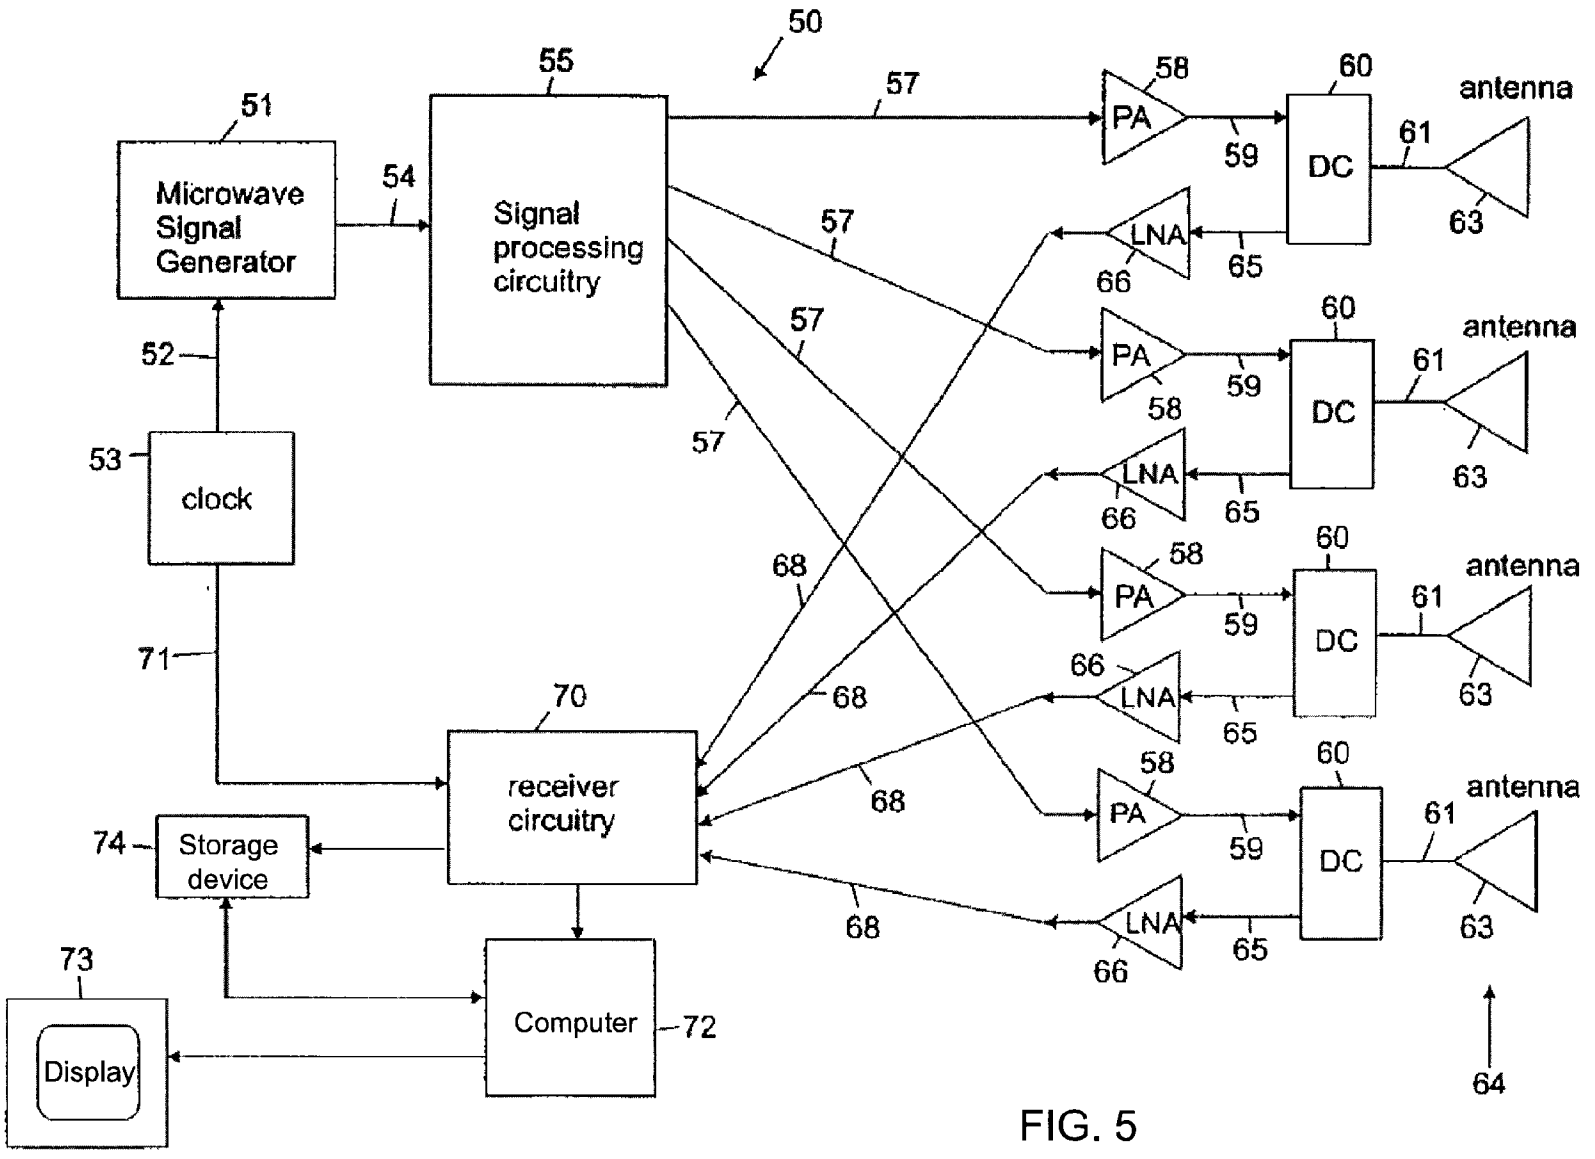 50
55
57
58
60
antenna
51
PA
59
61
DC
63
Microwave
Signal
Generator
54
Signal
processing
circuitry
57
LNA
65
66
52
57
60
antenna
PA
59
61
58
DC
63
57
53
clock
LNA
65
66
68
58
60
antenna
PA
59
61
DC
63
71
66
LNA
65
68
70
receiver
circuitry
68
58
60
antenna
PA
59
61
DC
63
74
Storage
device
68
LNA
65
66
73
Display
Computer
72
64
FIG. 5